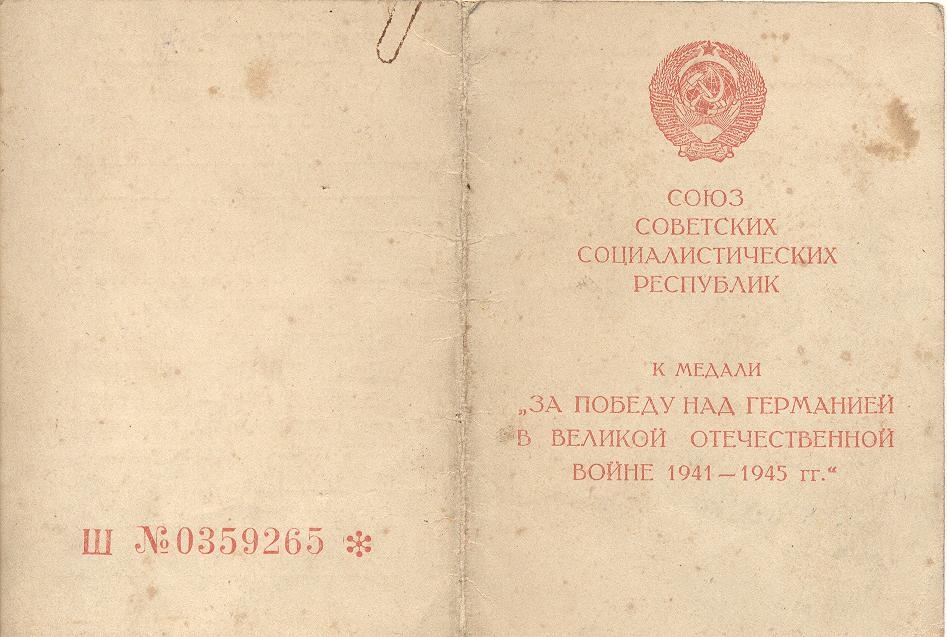 Ш №0359265 *
СОЮЗ
СОВЕТСКИХ
СОЦИАЛИСТИЧЕСКИХ
РЕСПУБЛИК
К МЕДАЛИ
„ЗА ПОБЕДУ НАД ГЕРМАНИЕЙ
В ВЕЛИКОЙ ОТЕЧЕСТВЕННОЙ
ВОЙНЕ 1941—1945 гг.“